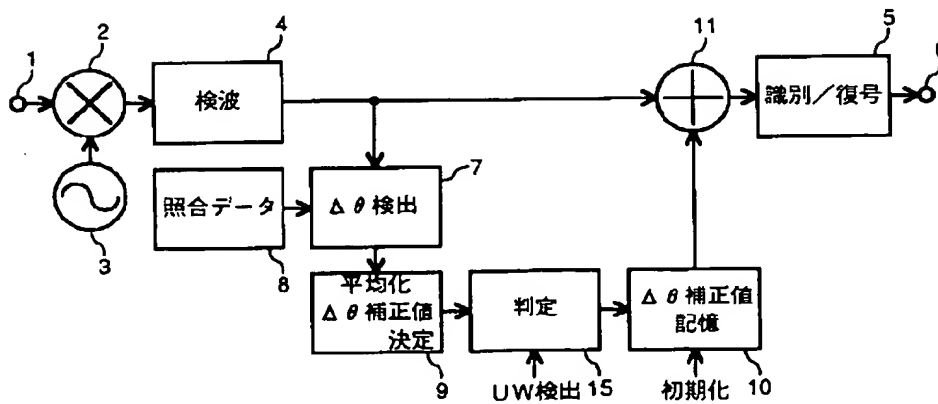 1
2
3
4
検波
11
5
識別／復号
照合データ
8
7
Δθ検出
平均化
Δθ補正値
決定
9
判定
15
UW検出
Δθ補正値
記憶
10
初期化